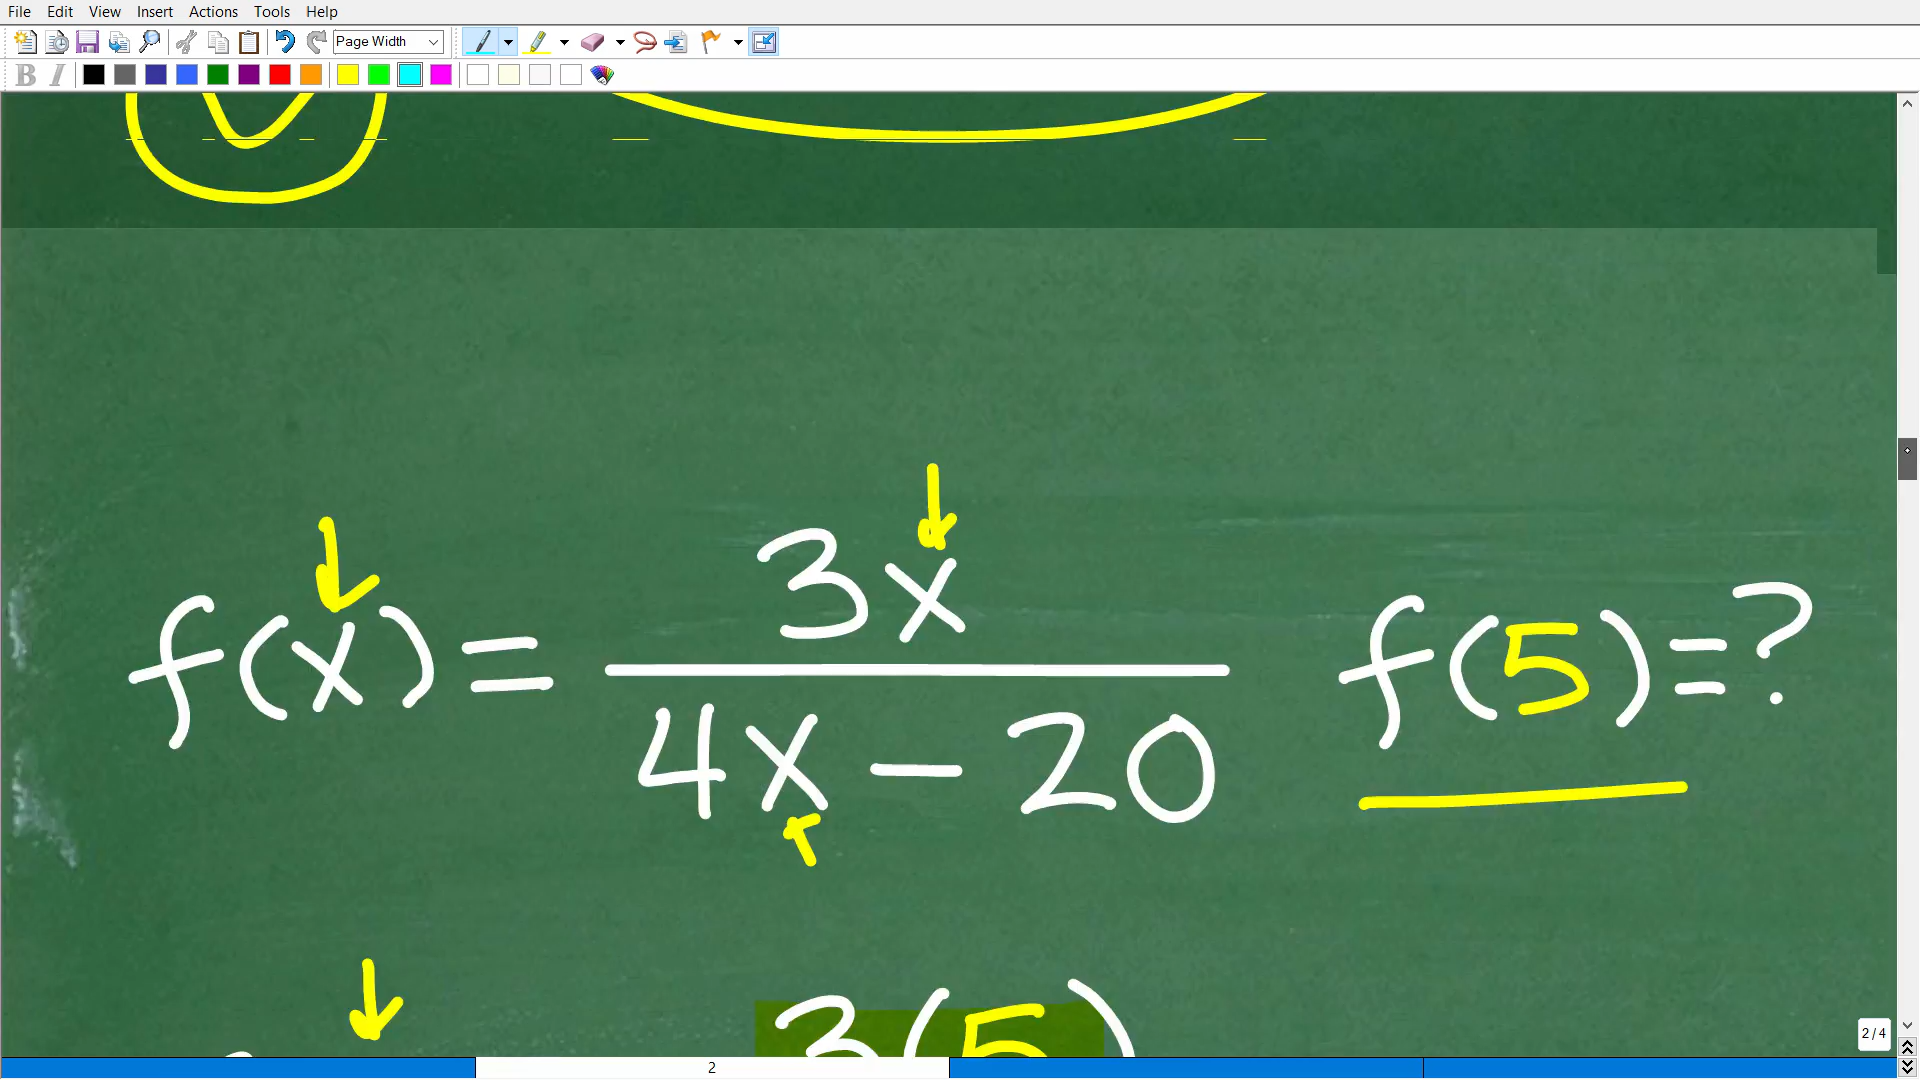 File Edit View Insert Actions Tools Help
Page Width
B I
f(x) = 3x / 4x - 20 f(5) = ?
3(5)
2 / 4
2